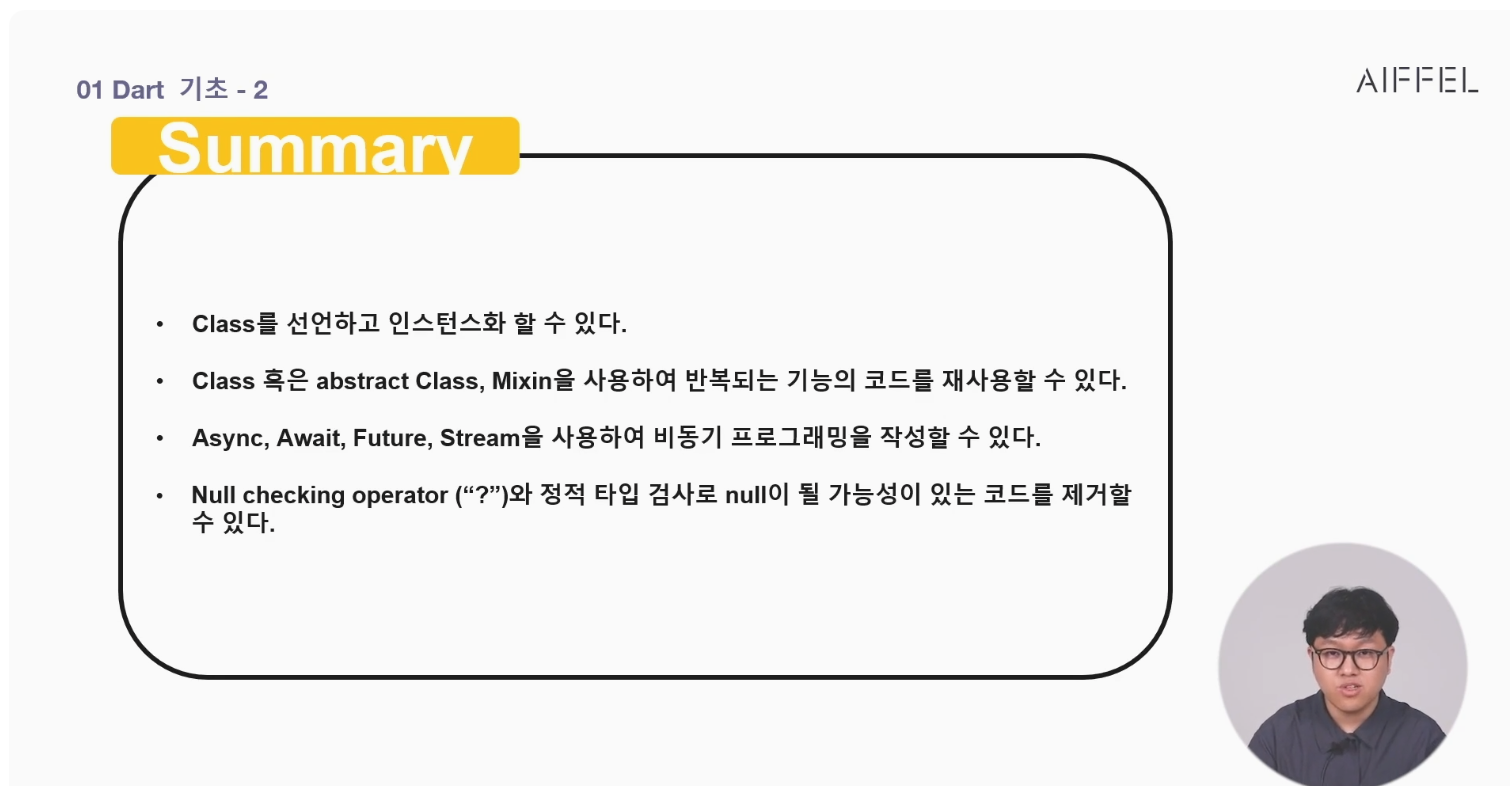 01 Dart 기초 - 2
AIFFEL
Summary
• Class를 선언하고 인스턴스화 할 수 있다.
• Class 혹은 abstract Class, Mixin을 사용하여 반복되는 기능의 코드를 재사용할 수 있다.
• Async, Await, Future, Stream을 사용하여 비동기 프로그래밍을 작성할 수 있다.
• Null checking operator (“?”)와 정적 타입 검사로 null이 될 가능성이 있는 코드를 제거할
수 있다.